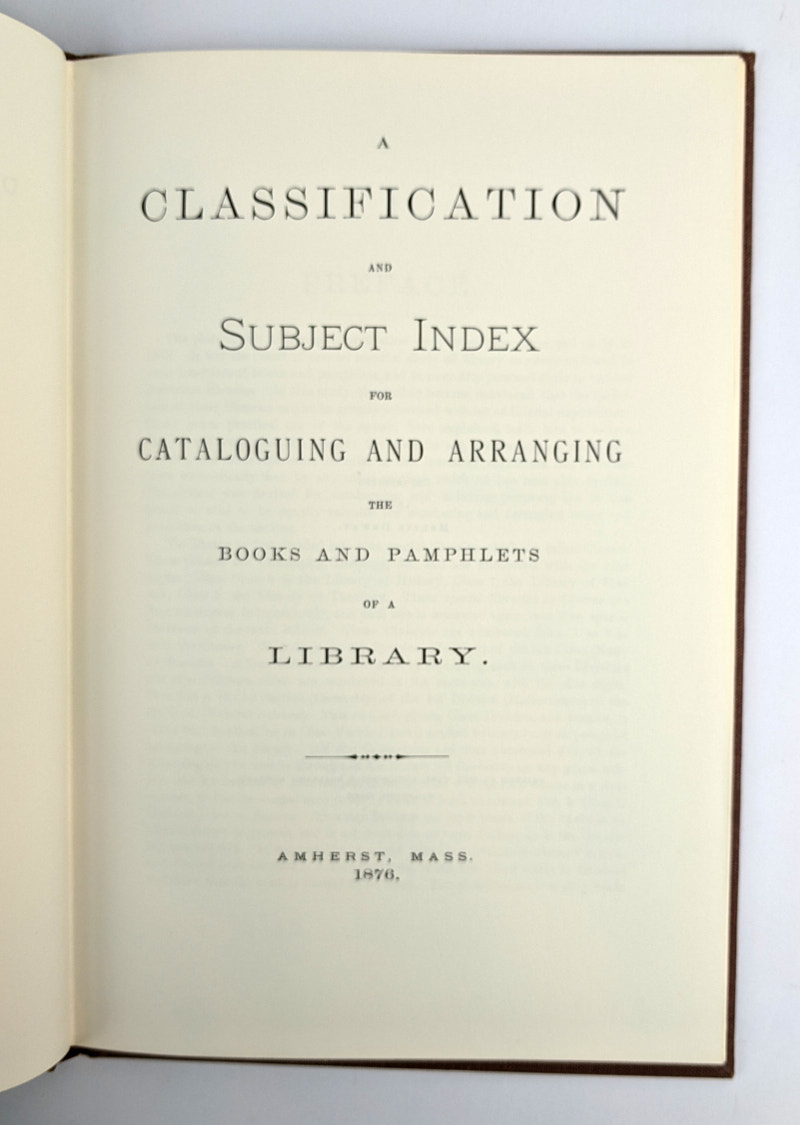 A
CLASSIFICATION
AND
SUBJECT INDEX
FOR
CATALOGUING AND ARRANGING
THE
BOOKS AND PAMPHLETS
OF A
LIBRARY.
AMHERST, MASS.
1876.